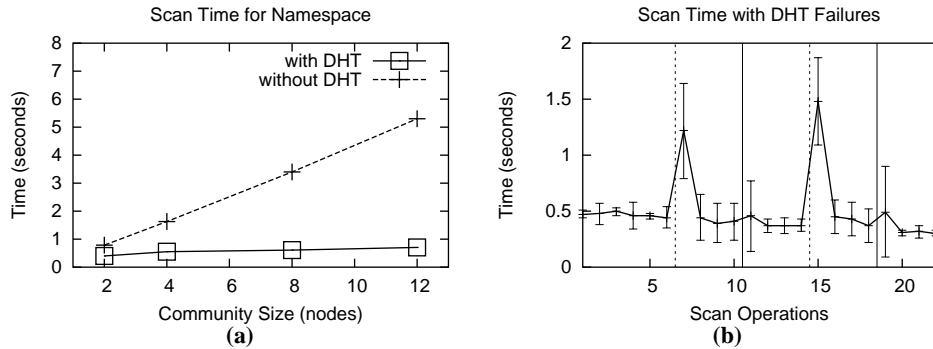 Scan Time for Namespace
8
7
6
5
4
3
2
1
0
with DHT
without DHT
Time (seconds)
2 4 6 8 10 12
Community Size (nodes)
(a)
Scan Time with DHT Failures
2
1.5
1
0.5
0
Time (seconds)
5 10 15 20
Scan Operations
(b)